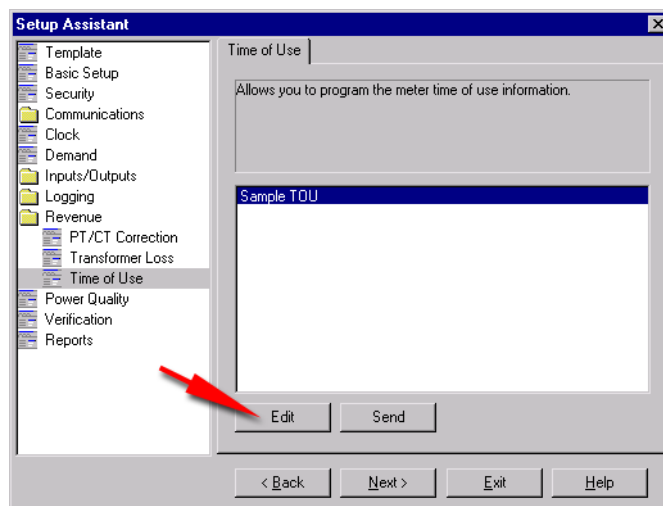 Setup Assistant
Template
Basic Setup
Security
Communications
Clock
Demand
Inputs/Outputs
Logging
Revenue
PT/CT Correction
Transformer Loss
Time of Use
Power Quality
Verification
Reports
Time of Use
Allows you to program the meter time of use information.
Sample TOU
Edit
Send
< Back
Next >
Exit
Help